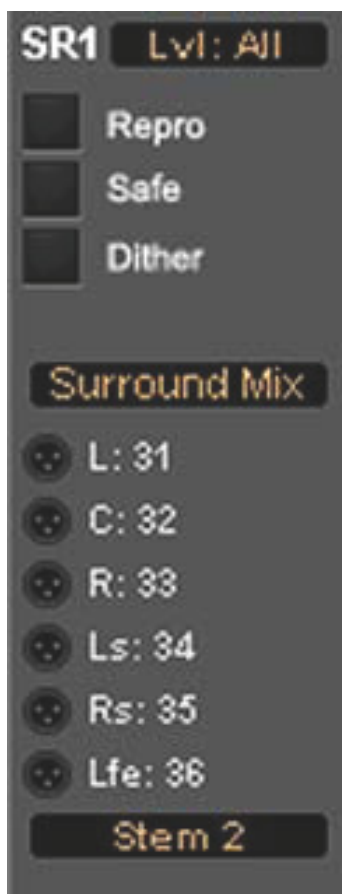 SR1 Lvl: All
Repro
Safe
Dither
Surround Mix
L: 31
C: 32
R: 33
Ls: 34
Rs: 35
Lfe: 36
Stem 2